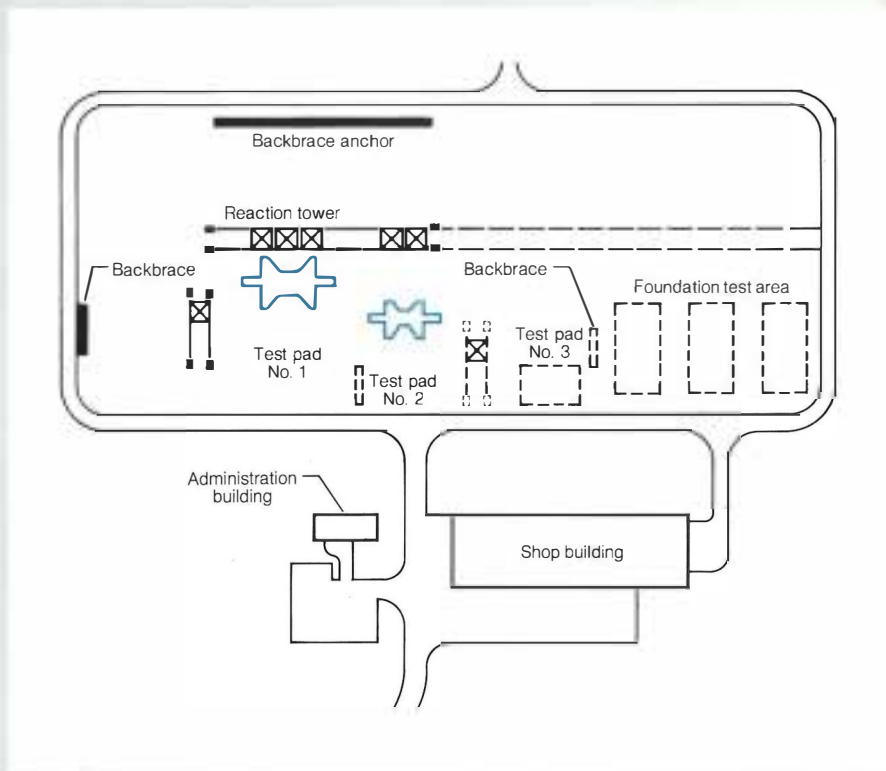 Backbrace anchor
Reaction tower
Backbrace
Backbrace
Foundation test area
Test pad
No. 1
Test pad
No. 2
Test pad
No. 3
Administration
building
Shop building